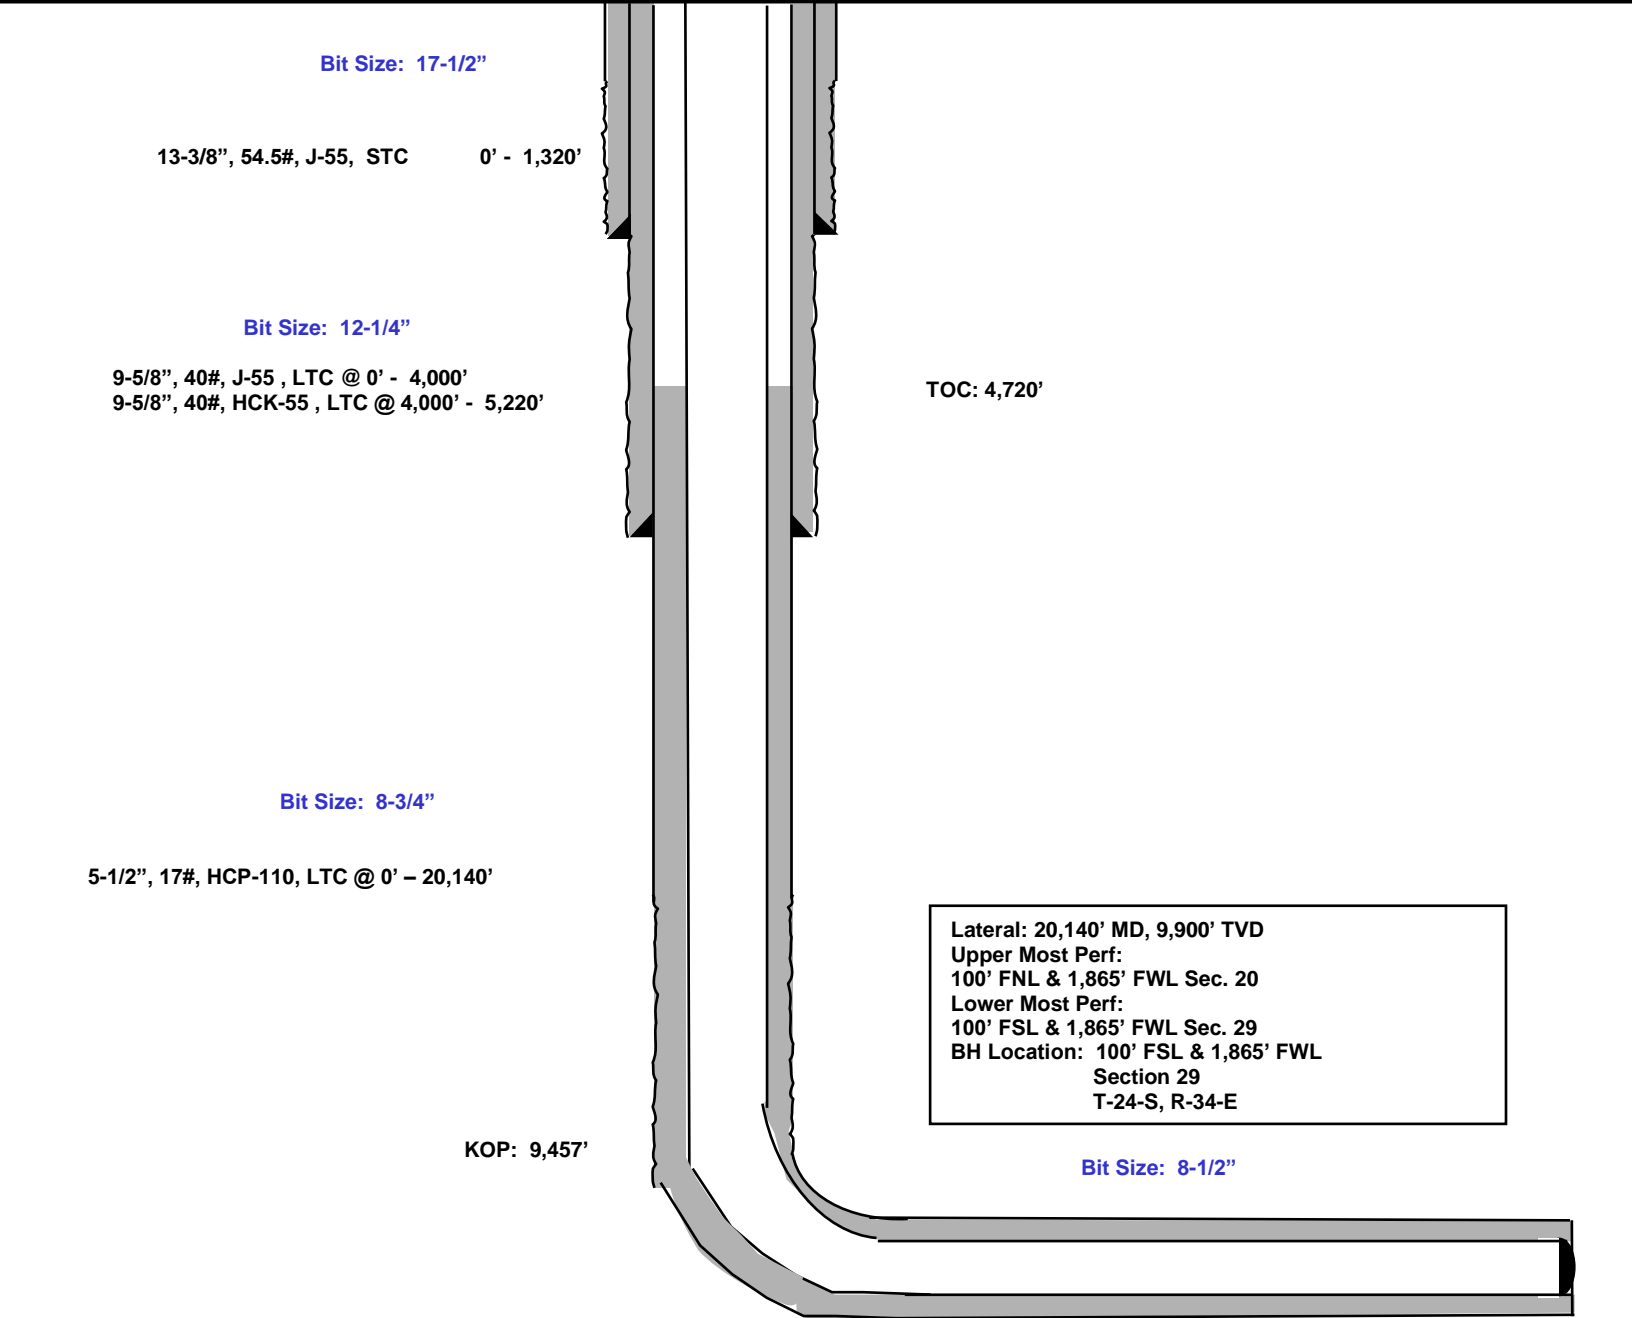 Bit Size: 17-1/2”
13-3/8”, 54.5#, J-55, STC 0’ - 1,320’
Bit Size: 12-1/4”
9-5/8”, 40#, J-55 , LTC @ 0’ - 4,000’
9-5/8”, 40#, HCK-55 , LTC @ 4,000’ - 5,220’
TOC: 4,720’
Bit Size: 8-3/4”
5-1/2”, 17#, HCP-110, LTC @ 0’ – 20,140’
Lateral: 20,140’ MD, 9,900’ TVD
Upper Most Perf:
100’ FNL & 1,865’ FWL Sec. 20
Lower Most Perf:
100’ FSL & 1,865’ FWL Sec. 29
BH Location: 100’ FSL & 1,865’ FWL
Section 29
T-24-S, R-34-E
KOP: 9,457’
Bit Size: 8-1/2”